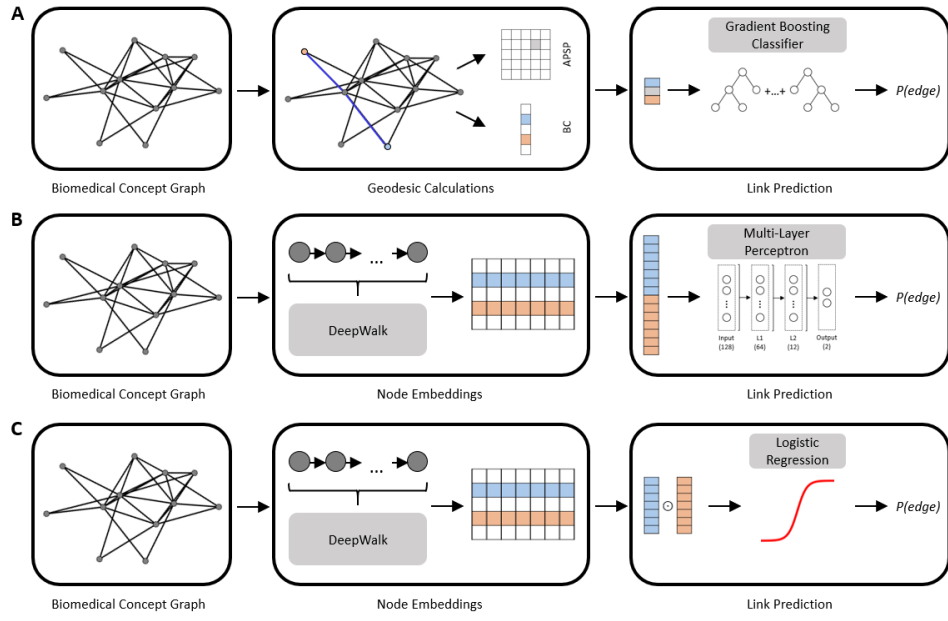 A
Biomedical Concept Graph
APSP
BC
Geodesic Calculations
Gradient Boosting
Classifier
+...+
P(edge)
Link Prediction
B
Biomedical Concept Graph
...
DeepWalk
Node Embeddings
Multi-Layer
Perceptron
Input
(128)
L1
(64)
L2
(12)
Output
(2)
P(edge)
Link Prediction
C
Biomedical Concept Graph
...
DeepWalk
Node Embeddings
Logistic
Regression
P(edge)
Link Prediction